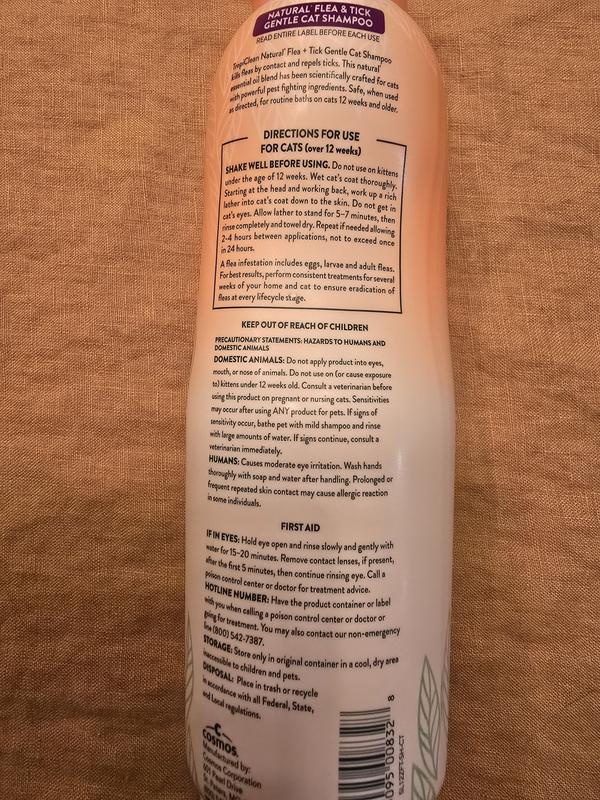 NATURAL* FLEA & TICK
GENTLE CAT SHAMPOO
READ ENTIRE LABEL BEFORE EACH USE
TropiClean Natural* Flea + Tick Gentle Cat Shampoo
kills fleas by contact and repels ticks. This natural*
essential oil blend has been scientifically crafted for cats
with powerful pest fighting ingredients. Safe, when used
as directed, for routine baths on cats 12 weeks and older.
DIRECTIONS FOR USE
FOR CATS (over 12 weeks)
SHAKE WELL BEFORE USING. Do not use on kittens
under the age of 12 weeks. Wet cat's coat thoroughly.
Starting at the head and working back, work up a rich
lather into cat's coat down to the skin. Do not get in
cat's eyes. Allow lather to stand for 5–7 minutes, then
rinse completely and towel dry. Repeat if needed allowing
2–4 hours between applications, not to exceed once
in 24 hours.
A flea infestation includes eggs, larvae and adult fleas.
For best results, perform consistent treatments for several
weeks of your home and cat to ensure eradication of
fleas at every lifecycle stage.
KEEP OUT OF REACH OF CHILDREN
PRECAUTIONARY STATEMENTS: HAZARDS TO HUMANS AND
DOMESTIC ANIMALS
DOMESTIC ANIMALS: Do not apply product into eyes,
mouth, or nose of animals. Do not use on (or cause exposure
to) kittens under 12 weeks old. Consult a veterinarian before
using this product on pregnant or nursing cats. Sensitivities
may occur after using ANY product for pets. If signs of
sensitivity occur, bathe pet with mild shampoo and rinse
with large amounts of water. If signs continue, consult a
veterinarian immediately.
HUMANS: Causes moderate eye irritation. Wash hands
thoroughly with soap and water after handling. Prolonged or
frequent repeated skin contact may cause allergic reaction
in some individuals.
FIRST AID
IF IN EYES: Hold eye open and rinse slowly and gently with
water for 15–20 minutes. Remove contact lenses, if present,
after the first 5 minutes, then continue rinsing eye. Call a
poison control center or doctor for treatment advice.
HOTLINE NUMBER: Have the product container or label
with you when calling a poison control center or doctor or
going for treatment. You may also contact our non-emergency
line (800) 542-7387.
STORAGE: Store only in original container in a cool, dry area
inaccessible to children and pets.
DISPOSAL: Place in trash or recycle
in accordance with all Federal, State,
and Local regulations.
COSMOS
Manufactured by:
Cosmos Corporation
Peel Drive
Peters, MO
095 00832 8
SL12ZFT-SH-CT